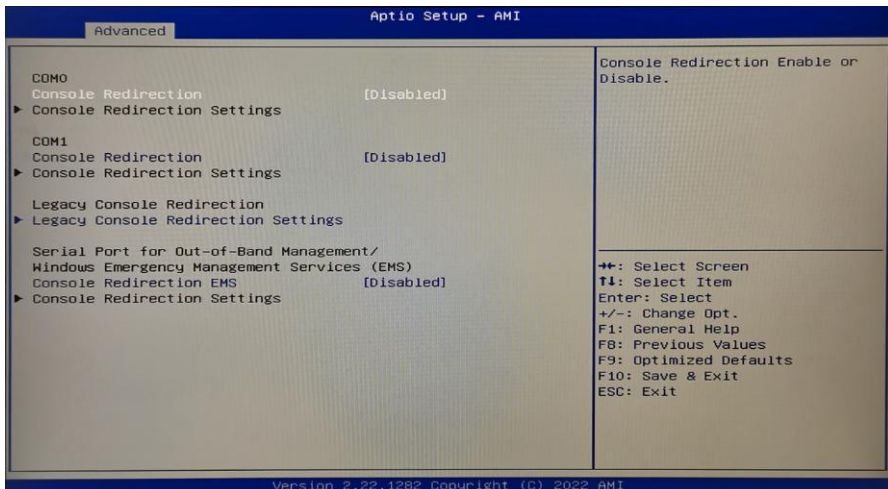 Aptio Setup – AMI
Advanced
COM0
Console Redirection [Disabled]
► Console Redirection Settings
COM1
Console Redirection [Disabled]
► Console Redirection Settings
Legacy Console Redirection
► Legacy Console Redirection Settings
Serial Port for Out-of-Band Management/
Windows Emergency Management Services (EMS)
Console Redirection EMS [Disabled]
► Console Redirection Settings
Console Redirection Enable or
Disable.
→←: Select Screen
↑↓: Select Item
Enter: Select
+/-: Change Opt.
F1: General Help
F8: Previous Values
F9: Optimized Defaults
F10: Save & Exit
ESC: Exit
Version 2.22.1282 Copyright (C) 2022 AMI